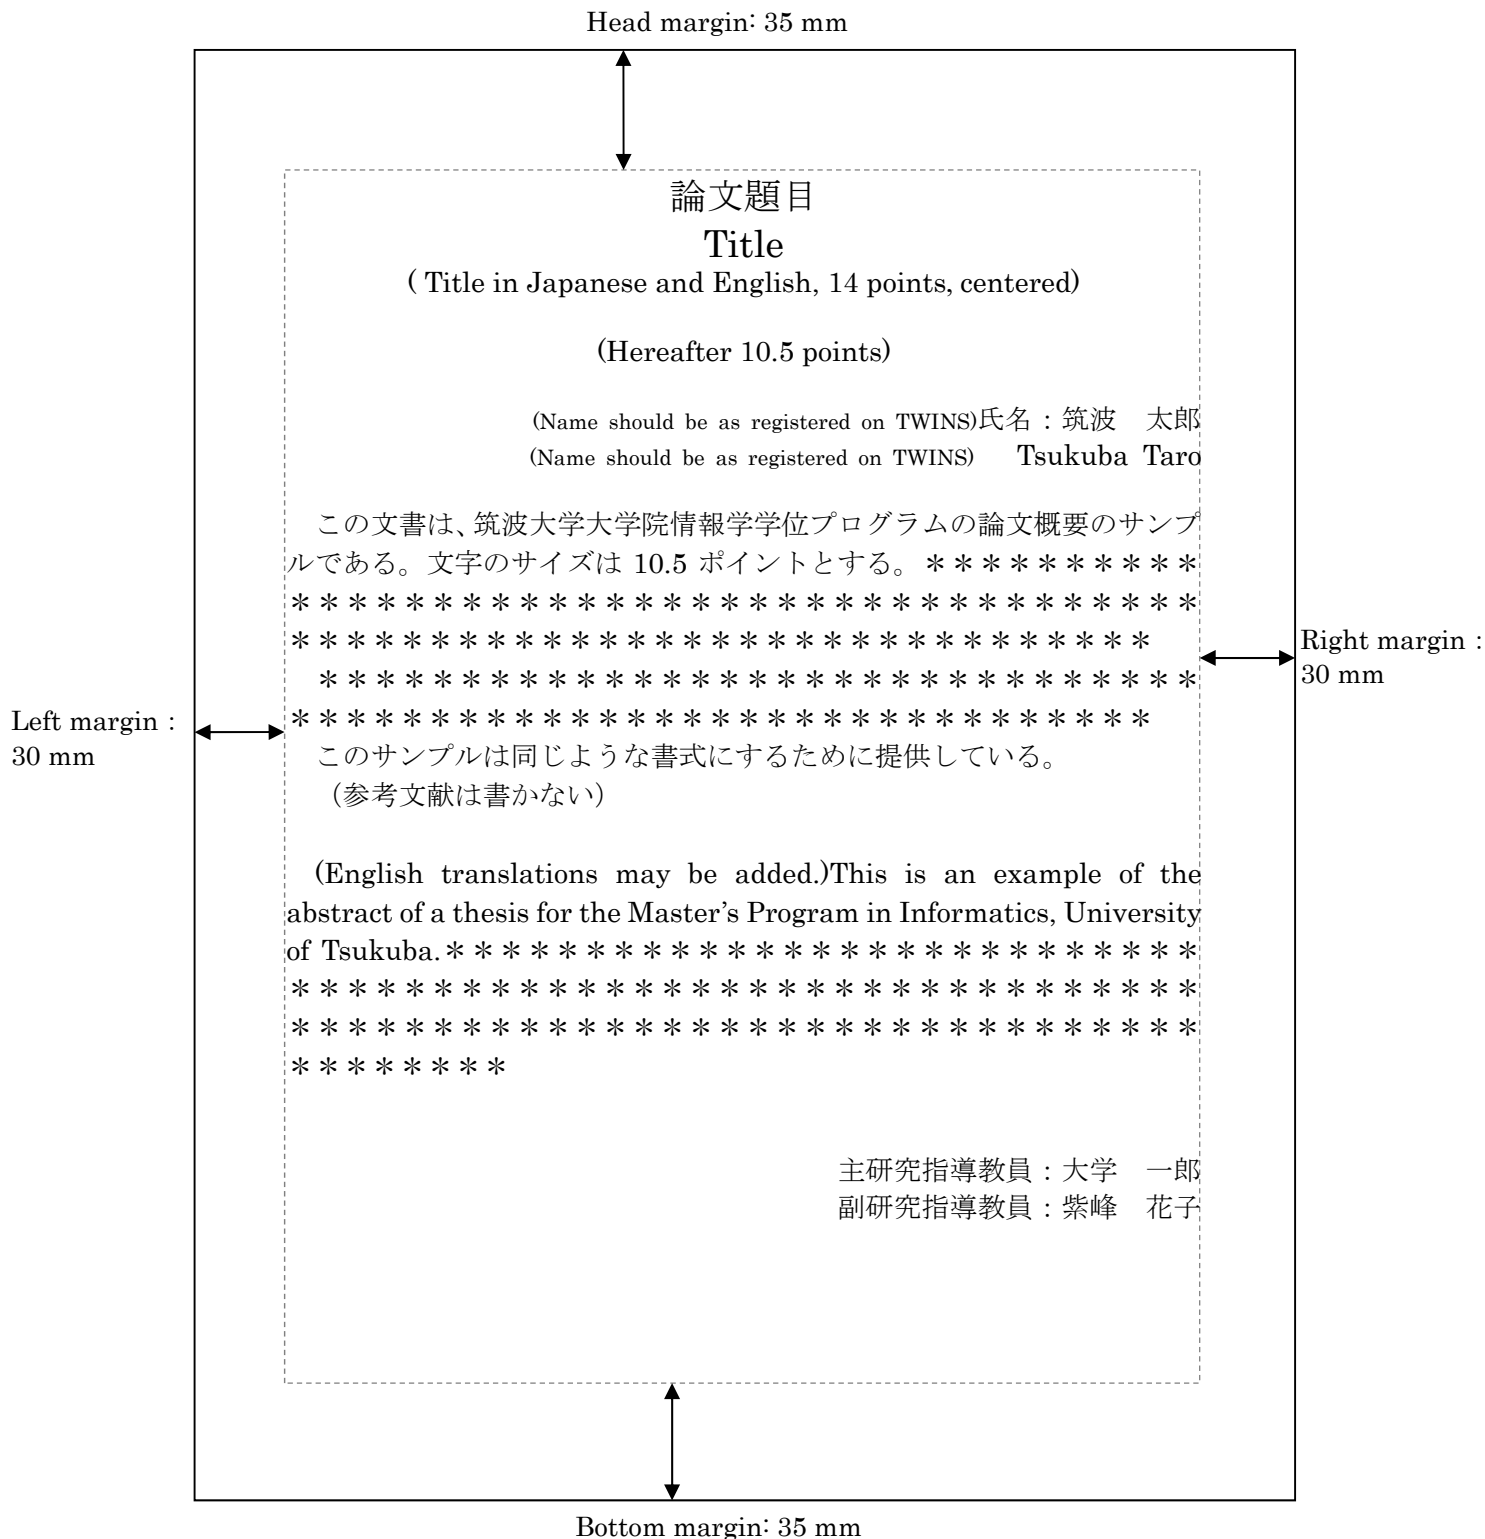 Head margin: 35 mm
論文題目
Title
( Title in Japanese and English, 14 points, centered)
(Hereafter 10.5 points)
(Name should be as registered on TWINS)氏名：筑波　太郎
(Name should be as registered on TWINS)　Tsukuba Taro
　この文書は、筑波大学大学院情報学学位プログラムの論文概要のサンプ
ルである。文字のサイズは 10.5 ポイントとする。＊＊＊＊＊＊＊＊＊＊
＊＊＊＊＊＊＊＊＊＊＊＊＊＊＊＊＊＊＊＊＊＊＊＊＊＊＊＊＊＊＊＊
＊＊＊＊＊＊＊＊＊＊＊＊＊＊＊＊＊＊＊＊＊＊＊＊＊＊＊＊＊＊＊
　＊＊＊＊＊＊＊＊＊＊＊＊＊＊＊＊＊＊＊＊＊＊＊＊＊＊＊＊＊＊＊
＊＊＊＊＊＊＊＊＊＊＊＊＊＊＊＊＊＊＊＊＊＊＊＊＊＊＊＊＊＊＊
　このサンプルは同じような書式にするために提供している。
　（参考文献は書かない）
Right margin：
30 mm
Left margin：
30 mm
　(English translations may be added.)This is an example of the
abstract of a thesis for the Master’s Program in Informatics, University
of Tsukuba.＊＊＊＊＊＊＊＊＊＊＊＊＊＊＊＊＊＊＊＊＊＊＊＊＊＊＊
＊＊＊＊＊＊＊＊＊＊＊＊＊＊＊＊＊＊＊＊＊＊＊＊＊＊＊＊＊＊＊＊
＊＊＊＊＊＊＊＊＊＊＊＊＊＊＊＊＊＊＊＊＊＊＊＊＊＊＊＊＊＊＊＊
＊＊＊＊＊＊＊＊
主研究指導教員：大学　一郎
副研究指導教員：紫峰　花子
Bottom margin: 35 mm